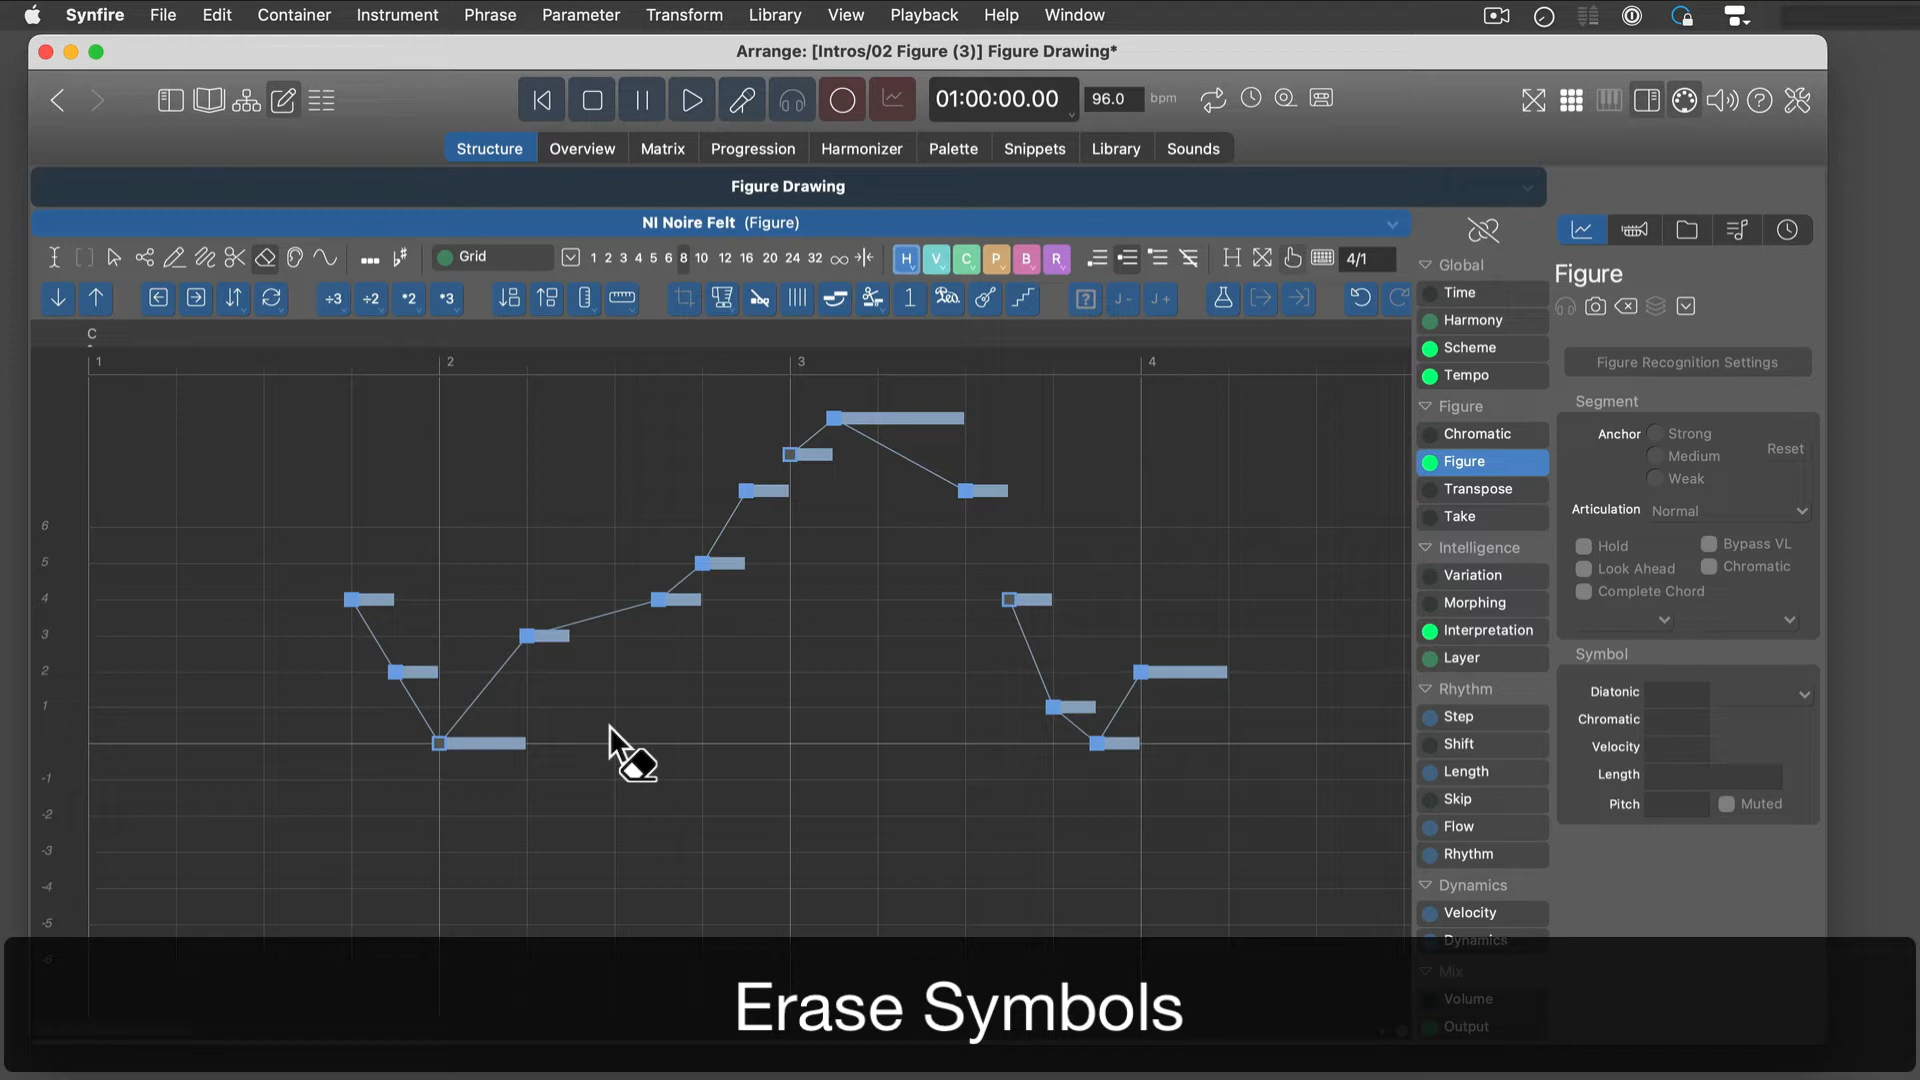 Synfire File Edit Container Instrument Phrase Parameter Transform Library View Playback Help Window
Arrange: [Intros/02 Figure (3)] Figure Drawing*
01:00:00.00 96.0 bpm
Structure Overview Matrix Progression Harmonizer Palette Snippets Library Sounds
Figure Drawing
NI Noire Felt (Figure)
Grid 1 2 3 4 5 6 8 10 12 16 20 24 32 ∞ H V C P B R 4/1
÷3 ÷2 *2 *3 1 ? J- J+
C
1 2 3 4
6
5
4
3
2
1
-1
-2
-3
-4
-5
-6
Global
Time
Harmony
Scheme
Tempo
Figure
Chromatic
Figure
Transpose
Take
Intelligence
Variation
Morphing
Interpretation
Layer
Rhythm
Step
Shift
Length
Skip
Flow
Rhythm
Dynamics
Velocity
Dynamics
Mix
Volume
Output
Figure
Figure Recognition Settings
Segment
Anchor Strong Reset
Medium
Weak
Articulation Normal
Hold Bypass VL
Look Ahead Chromatic
Complete Chord
Symbol
Diatonic
Chromatic
Velocity
Length
Pitch Muted
Erase Symbols